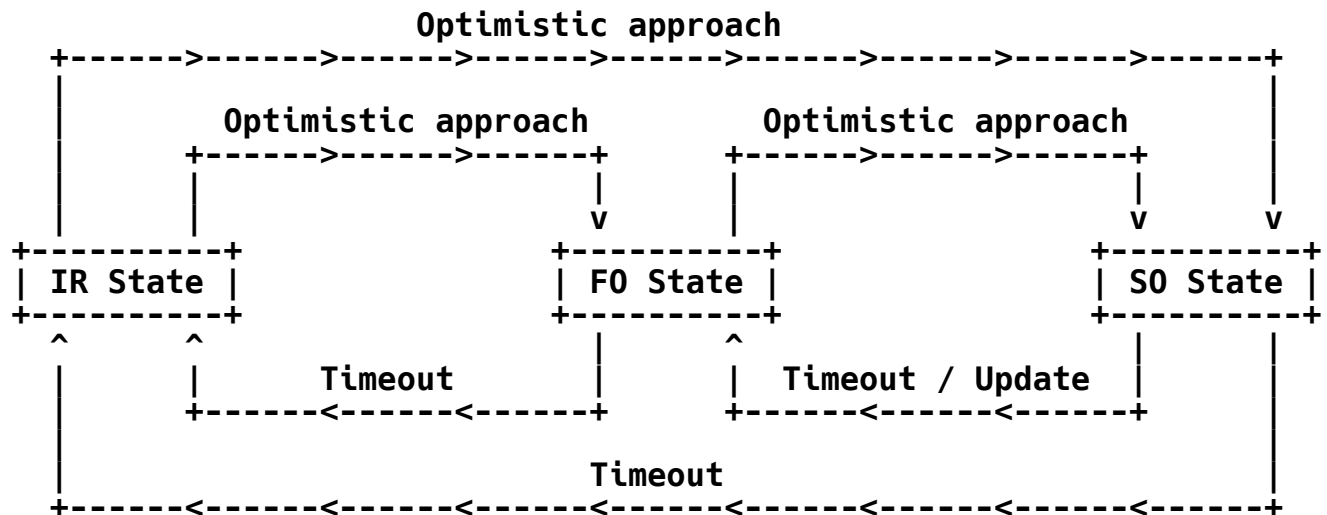 Optimistic approach
+------>------>------>------>------>------>------>------>------+
|                                                              |
|        Optimistic approach         Optimistic approach       |
|      +------>------>------+      +------>------>------+      |
|      |                    |      |                    |      |
|      |                    v      |                    v      v
+----------+                +----------+                +----------+
| IR State |                | FO State |                | SO State |
+----------+                +----------+                +----------+
^      ^                    |      ^                    |      |
|      |      Timeout       |      |  Timeout / Update  |      |
|      +------<------<------+      +------<------<------+      |
|                                                              |
|                           Timeout                            |
+------<------<------<------<------<------<------<------<------+